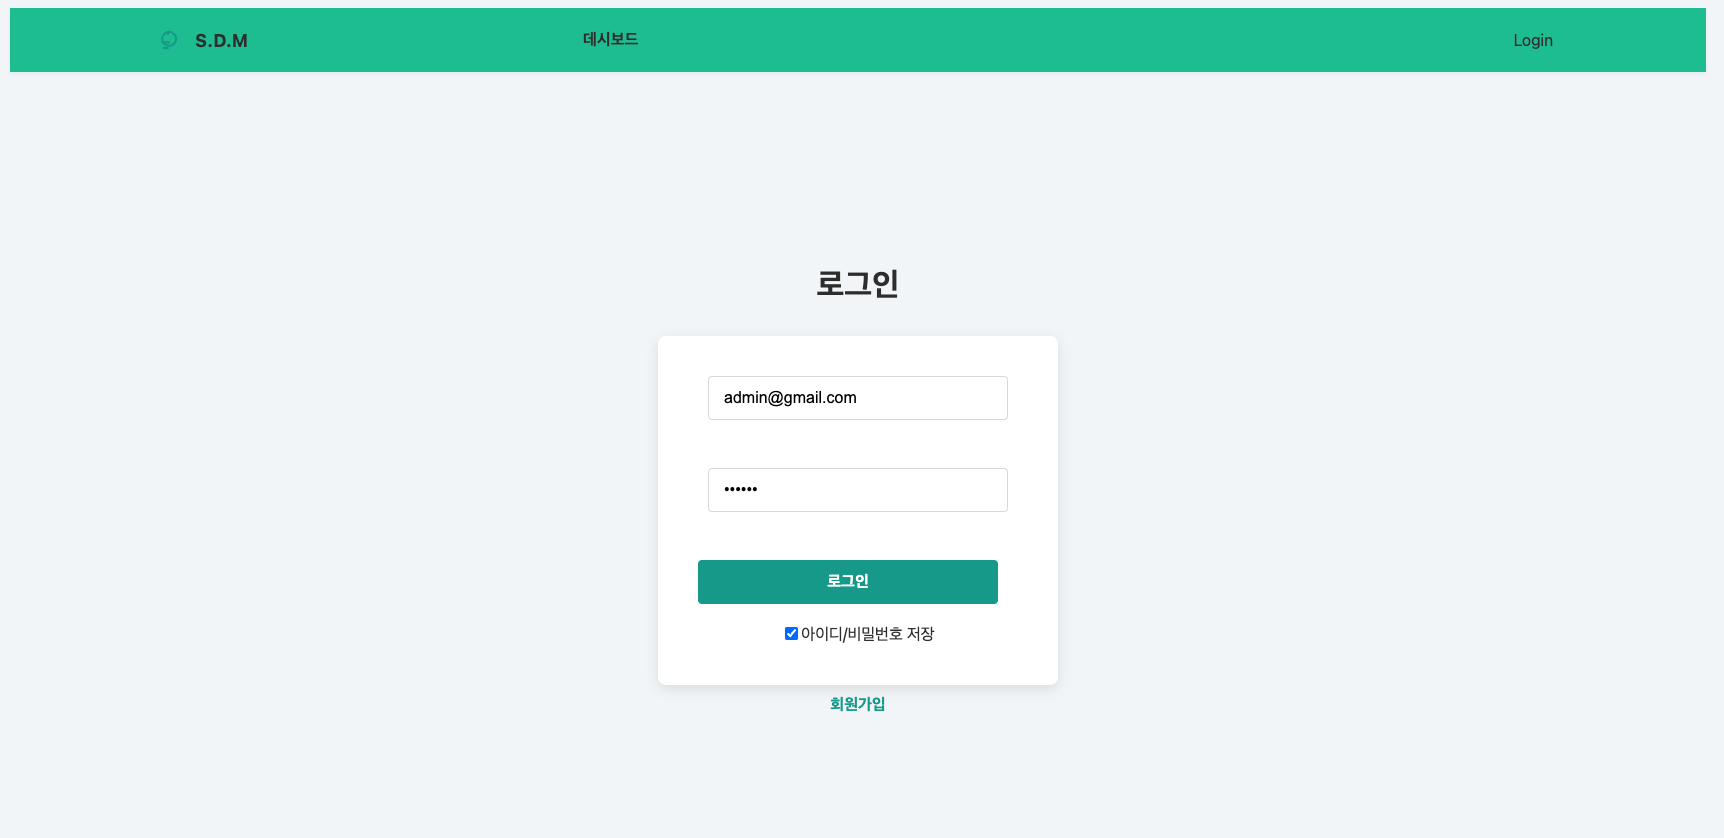 S.D.M
데시보드
Login
로그인
admin@gmail.com
••••••
로그인
아이디/비밀번호 저장
회원가입